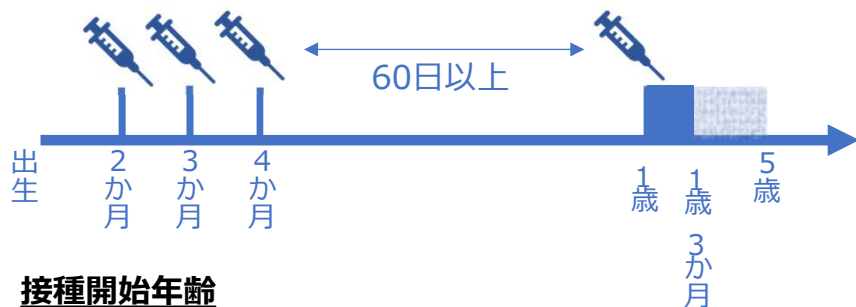 60日以上
出生
2か月
3か月
4か月
1歳
1歳3か月
5歳
接種開始年齢